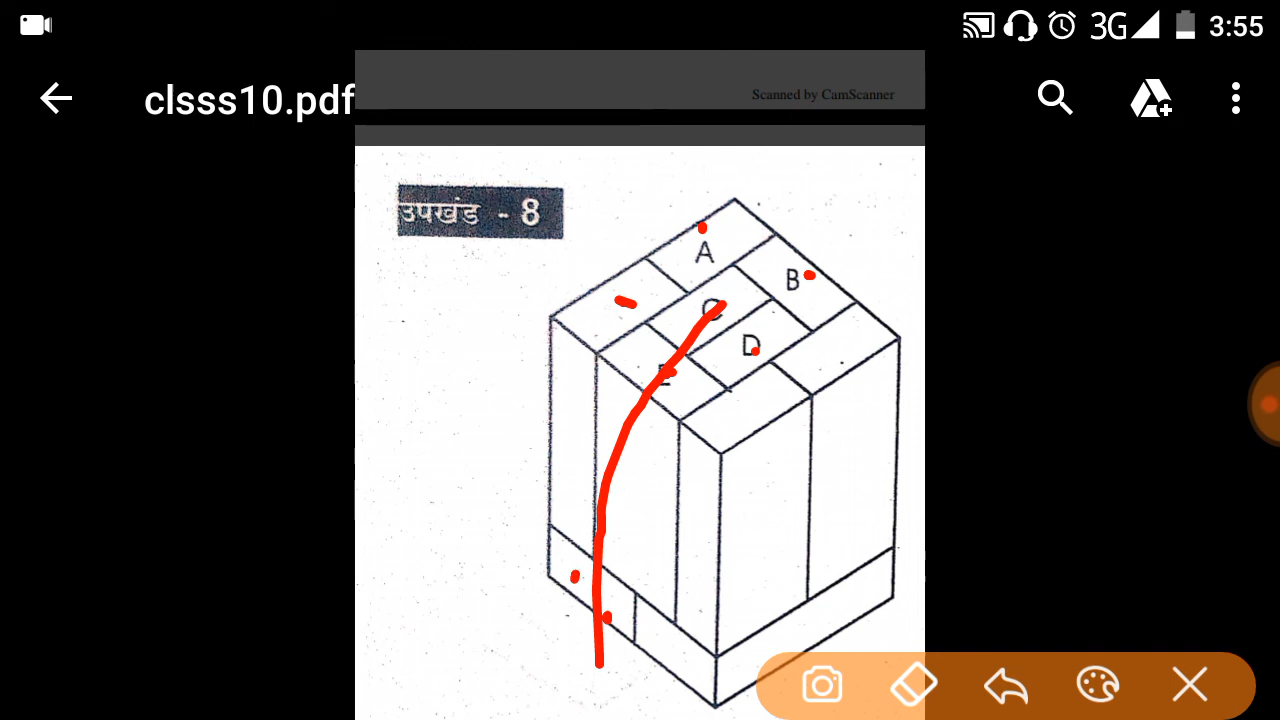 3G 3:55
clsss10.pdf
Scanned by CamScanner
उपखंड - 8
A
B
C
D
E